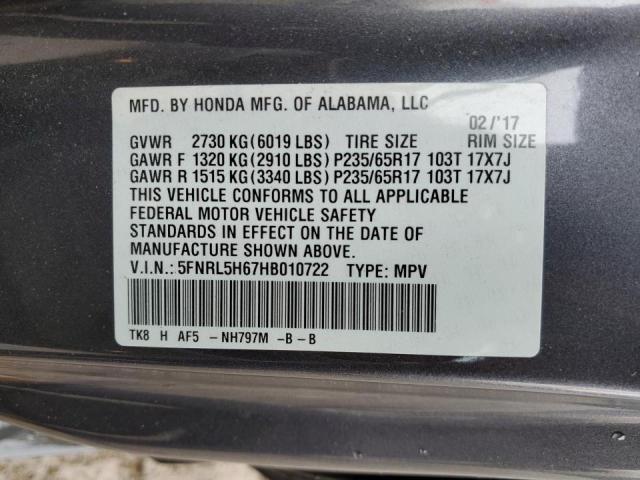 MFD. BY HONDA MFG. OF ALABAMA, LLC
02/'17
GVWR 2730 KG(6019 LBS) TIRE SIZE RIM SIZE
GAWR F 1320 KG(2910 LBS) P235/65R17 103T 17X7J
GAWR R 1515 KG(3340 LBS) P235/65R17 103T 17X7J
THIS VEHICLE CONFORMS TO ALL APPLICABLE
FEDERAL MOTOR VEHICLE SAFETY
STANDARDS IN EFFECT ON THE DATE OF
MANUFACTURE SHOWN ABOVE.
V.I.N.:5FNRL5H67HB010722 TYPE: MPV
TK8 H AF5 -NH797M -B-B